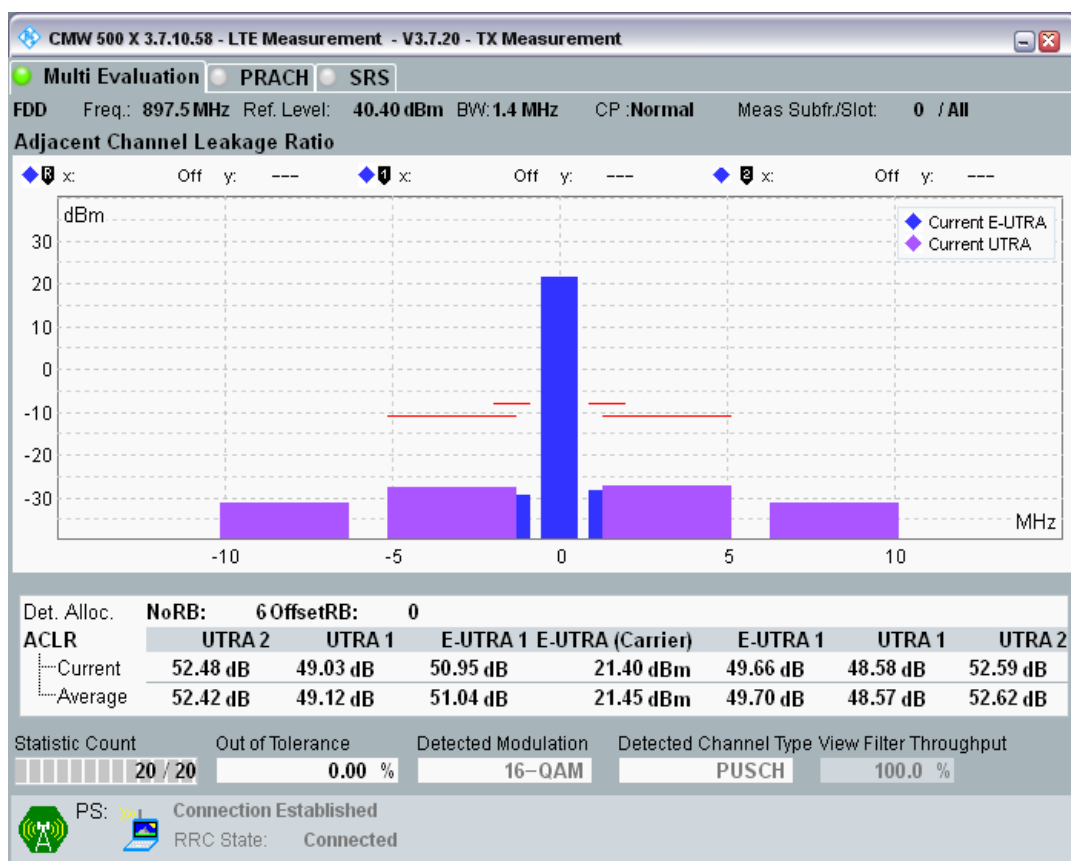 CMW 500 X 3.7.10.58 - LTE Measurement - V3.7.20 - TX Measurement
Multi Evaluation PRACH SRS
FDD Freq.: 897.5 MHz Ref. Level: 40.40 dBm BW: 1.4 MHz CP :Normal Meas Subfr./Slot: 0 / All
Adjacent Channel Leakage Ratio
R x: Off y: --- 1 x: Off y: --- 2 x: Off y: ---
dBm
Current E-UTRA
Current UTRA
30
20
10
0
-10
-20
-30
MHz
-10 -5 0 5 10
Det. Alloc. NoRB: 6 OffsetRB: 0
ACLR UTRA 2 UTRA 1 E-UTRA 1 E-UTRA (Carrier) E-UTRA 1 UTRA 1 UTRA 2
Current 52.48 dB 49.03 dB 50.95 dB 21.40 dBm 49.66 dB 48.58 dB 52.59 dB
Average 52.42 dB 49.12 dB 51.04 dB 21.45 dBm 49.70 dB 48.57 dB 52.62 dB
Statistic Count Out of Tolerance Detected Modulation Detected Channel Type View Filter Throughput
20 / 20 0.00 % 16-QAM PUSCH 100.0 %
PS: Connection Established
RRC State: Connected